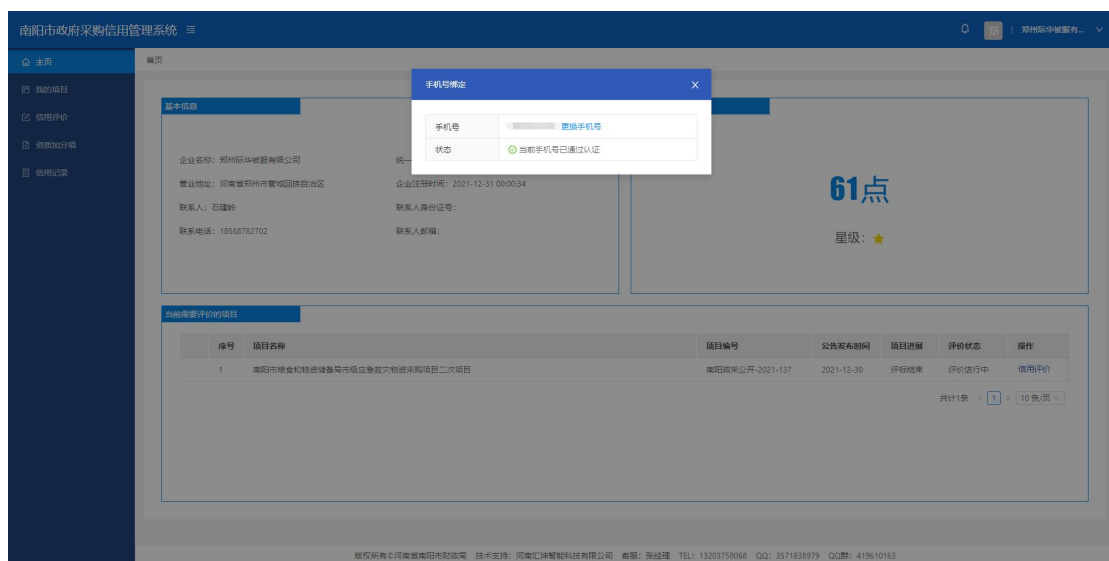 南阳市政府采购信用管理系统
郑 | 郑州际华被服有...
主页
首页
我的项目
信用评价
资质加分项
信用记录
手机号绑定 X
手机号 更换手机号
状态 当前手机号已通过认证
基本信息
企业名称: 郑州际华被服有限公司 统一
营业地址: 河南省郑州市管城回族自治区 企业注册时间: 2021-12-31 00:00:34
联系人: 石建岭 联系人身份证号:
联系电话: 18568782702 联系人邮箱:
61点
星级:
当前需要评价的项目
序号 项目名称 项目编号 公告发布时间 项目进展 评价状态 操作
1 南阳市粮食和物资储备局市级应急救灾物资采购项目二次项目 南阳政采公开-2021-137 2021-12-30 评标结束 评价进行中 信用评价
共计1条 < 1 > 10 条/页
版权所有©河南省南阳市财政局 技术支持: 河南汇坤智能科技有限公司 客服: 张经理 TEL: 13203758068 QQ: 3571838979 QQ群: 419610163